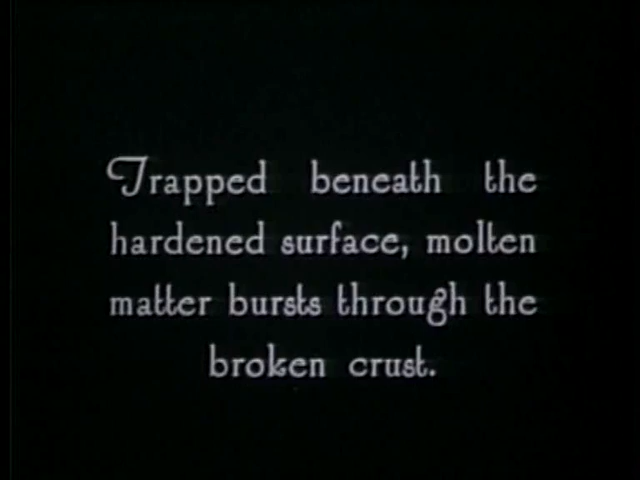 Trapped beneath the
hardened surface, molten
matter bursts through the
broken crust.